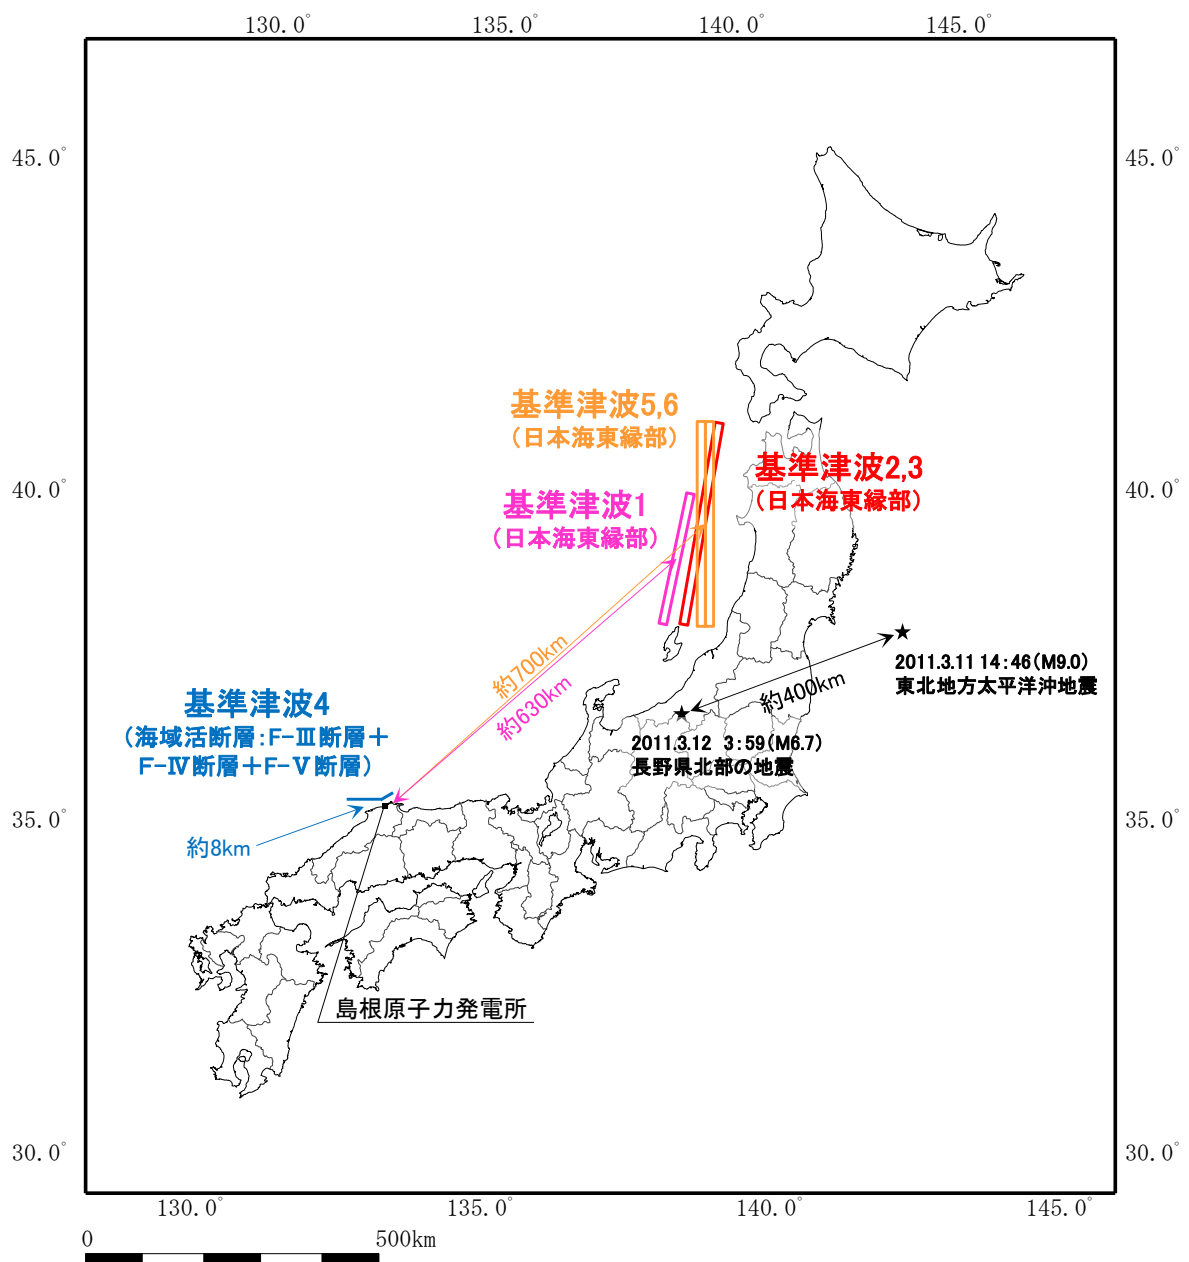 130.0° 135.0° 140.0° 145.0°
45.0° 45.0°
基準津波5,6
（日本海東縁部）
基準津波2,3
（日本海東縁部）
40.0° 40.0°
基準津波1
（日本海東縁部）
2011.3.11 14：46（M9.0）
東北地方太平洋沖地震
約700km
約630km
約400km
基準津波4
（海域活断層：F-Ⅲ断層＋
F-Ⅳ断層＋F-Ⅴ断層）
2011.3.12 3：59（M6.7）
長野県北部の地震
35.0° 35.0°
約8km
島根原子力発電所
30.0° 30.0°
130.0° 135.0° 140.0° 145.0°
0 500km